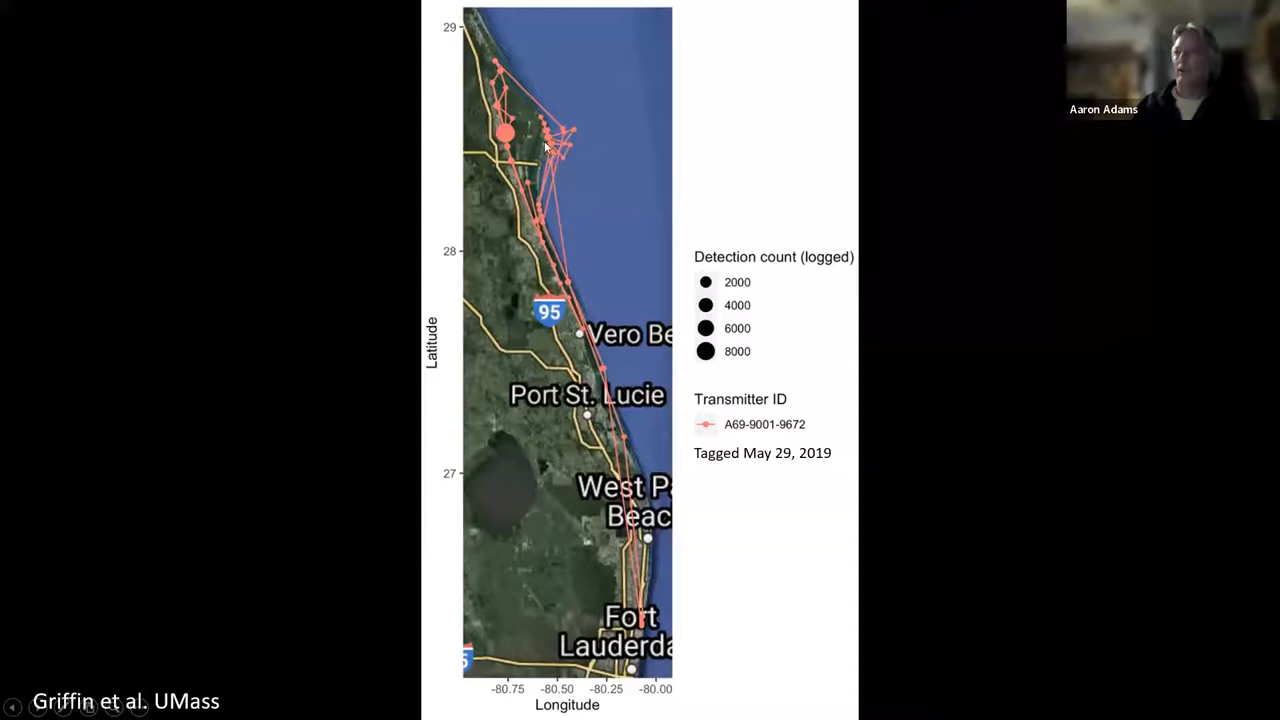 Aaron Adams
29
28
27
Latitude
95
Vero Be
Port St. Lucie
West Pa
Beac
Fort
Lauderda
5
-80.75 -80.50 -80.25 -80.00
Longitude
Detection count (logged)
2000
4000
6000
8000
Transmitter ID
A69-9001-9672
Tagged May 29, 2019
Griffin et al. UMass